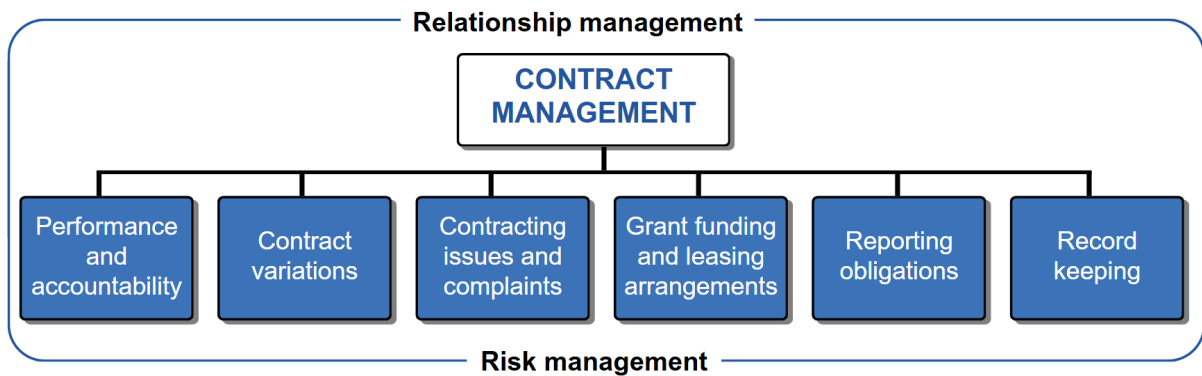 Relationship management
CONTRACT
MANAGEMENT
Performance
and
accountability
Contract
variations
Contracting
issues and
complaints
Grant funding
and leasing
arrangements
Reporting
obligations
Record
keeping
Risk management